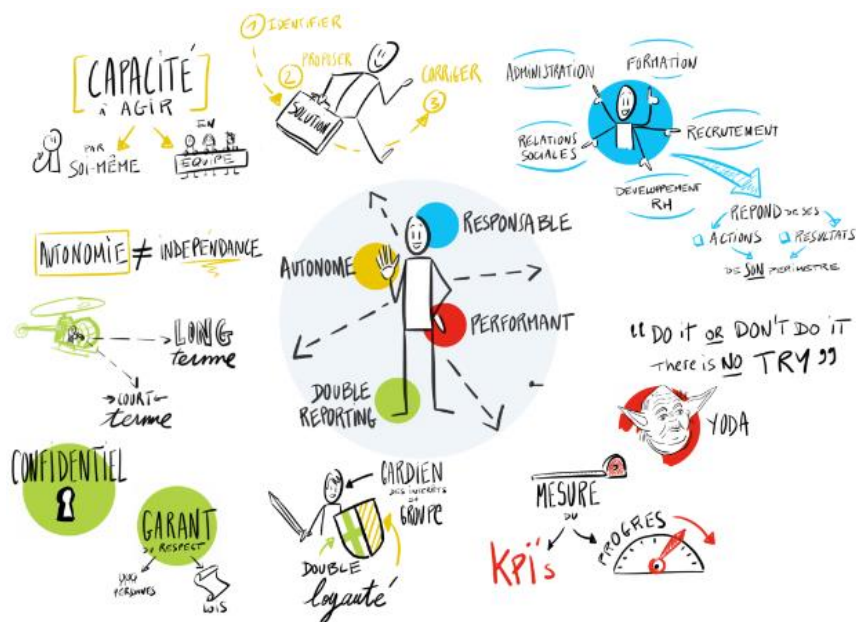 [CAPACITÉ
à AGIR]
PAR
SOI-MÊME
EN
ÉQUIPE
1 IDENTIFIER
2 PROPOSER
SOLUTION
CORRIGER
3
ADMINISTRATION
FORMATION
RELATIONS
SOCIALES
RECRUTEMENT
DÉVELOPPEMENT
RH
RÉPOND DE SES
ACTIONS
RÉSULTATS
DE SON PÉRIMÈTRE
AUTONOMIE ≠ INDÉPENDANCE
LONG
terme
COURT
terme
RESPONSABLE
AUTONOME
PERFORMANT
DOUBLE
REPORTING
"DO it OR DON'T DO iT
There is NO TRY"
YODA
CONFIDENTIEL
GARANT
DU RESPECT
PERSONNES
LOIS
GARDIEN
DES INTÉRÊTS
DU
GROUPE
DOUBLE
loyauté
MESURE
DU
KPÏs
PROGRES